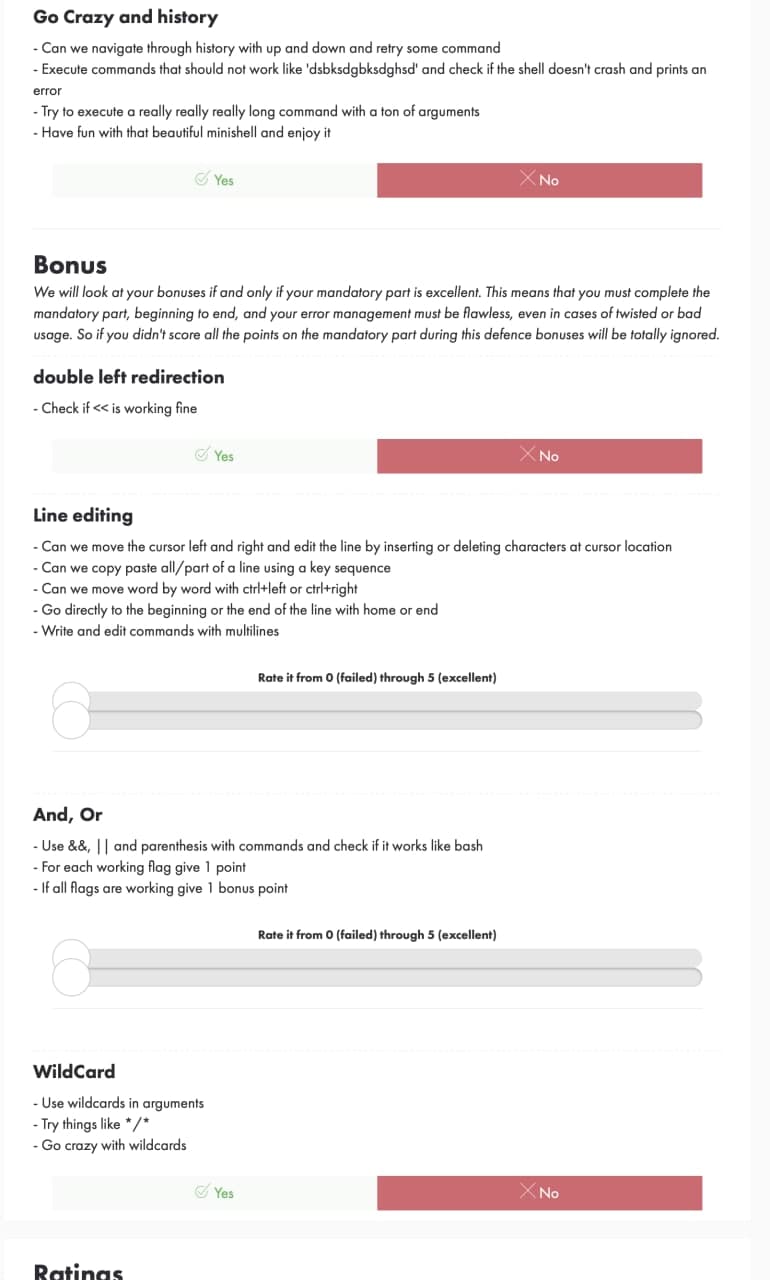 Go Crazy and history
- Can we navigate through history with up and down and retry some command
- Execute commands that should not work like 'dsbksdgbksdghsd' and check if the shell doesn't crash and prints an
error
- Try to execute a really really really long command with a ton of arguments
- Have fun with that beautiful minishell and enjoy it
Yes
No
Bonus
We will look at your bonuses if and only if your mandatory part is excellent. This means that you must complete the
mandatory part, beginning to end, and your error management must be flawless, even in cases of twisted or bad
usage. So if you didn't score all the points on the mandatory part during this defence bonuses will be totally ignored.
double left redirection
- Check if << is working fine
Yes
No
Line editing
- Can we move the cursor left and right and edit the line by inserting or deleting characters at cursor location
- Can we copy paste all/part of a line using a key sequence
- Can we move word by word with ctrl+left or ctrl+right
- Go directly to the beginning or the end of the line with home or end
- Write and edit commands with multilines
Rate it from 0 (failed) through 5 (excellent)
And, Or
- Use &&, || and parenthesis with commands and check if it works like bash
- For each working flag give 1 point
- If all flags are working give 1 bonus point
Rate it from 0 (failed) through 5 (excellent)
WildCard
- Use wildcards in arguments
- Try things like */*
- Go crazy with wildcards
Yes
No
Ratings